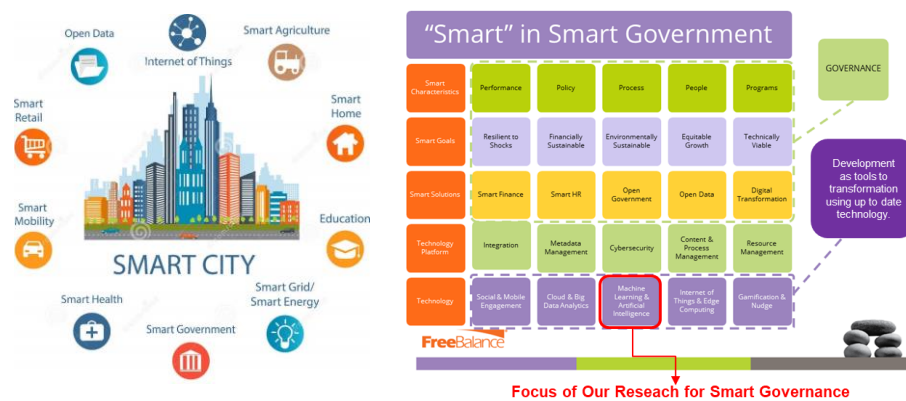 Open Data
Internet of Things
Smart Agriculture
Smart
Retail
Smart
Home
Smart
Mobility
Education
SMART CITY
Smart Health
Smart Grid/
Smart Energy
Smart Government
“Smart” in Smart Government
GOVERNANCE
Smart
Characteristics
Performance
Policy
Process
People
Programs
Smart Goals
Resilient to
Shocks
Financially
Sustainable
Environmentally
Sustainable
Equitable
Growth
Technically
Viable
Smart Solutions
Smart Finance
Smart HR
Open
Government
Open Data
Digital
Transformation
Technology
Platform
Integration
Metadata
Management
Cybersecurity
Content &
Process
Management
Resource
Management
Technology
Social & Mobile
Engagement
Cloud & Big
Data Analytics
Machine
Learning &
Artificial
Intelligence
Internet of
Things & Edge
Computing
Gamification &
Nudge
Development
as tools to
transformation
using up to date
technology.
FreeBalance
Focus of Our Reseach for Smart Governance